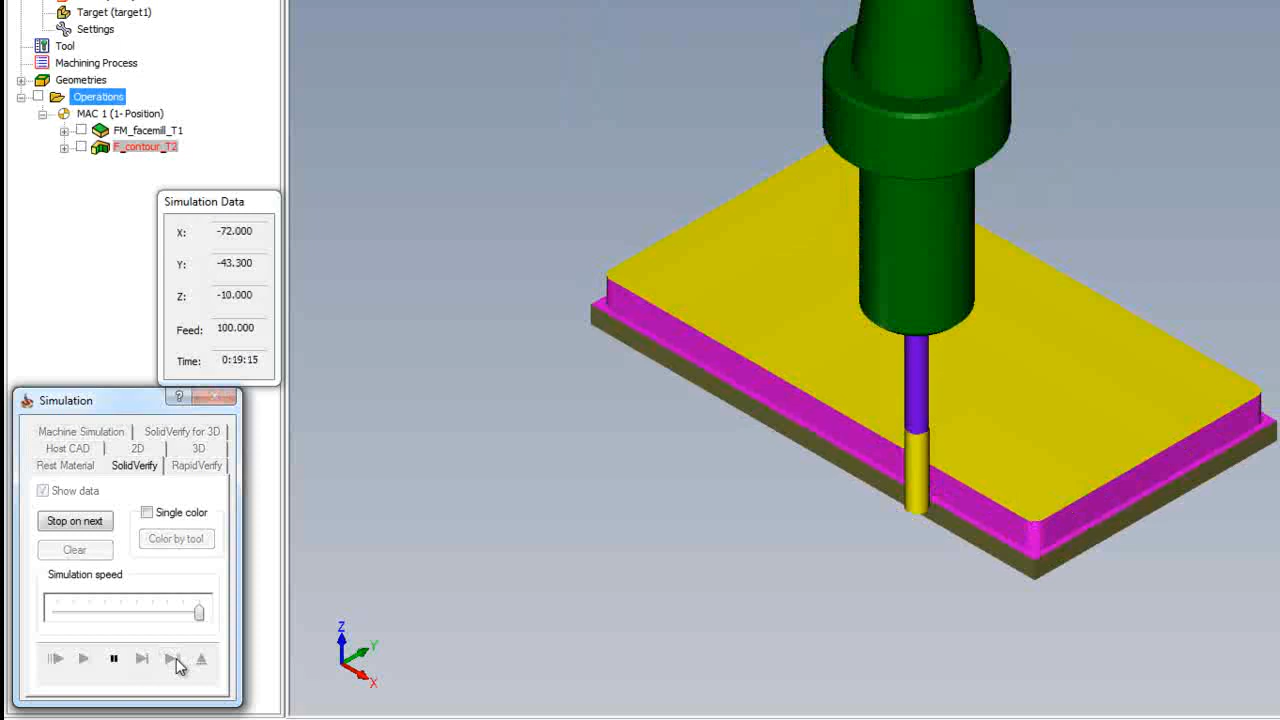 Target (target1)
Settings
Tool
Machining Process
Geometries
Operations
MAC 1 (1- Position)
FM_facemill_T1
F_contour_T2
Simulation Data
X: -72.000
Y: -43.300
Z: -10.000
Feed: 100.000
Time: 0:19:15
Simulation
?
Machine Simulation SolidVerify for 3D
Host CAD 2D 3D
Rest Material SolidVerify RapidVerify
Show data
Stop on next
Single color
Clear
Color by tool
Simulation speed
Z
Y
X